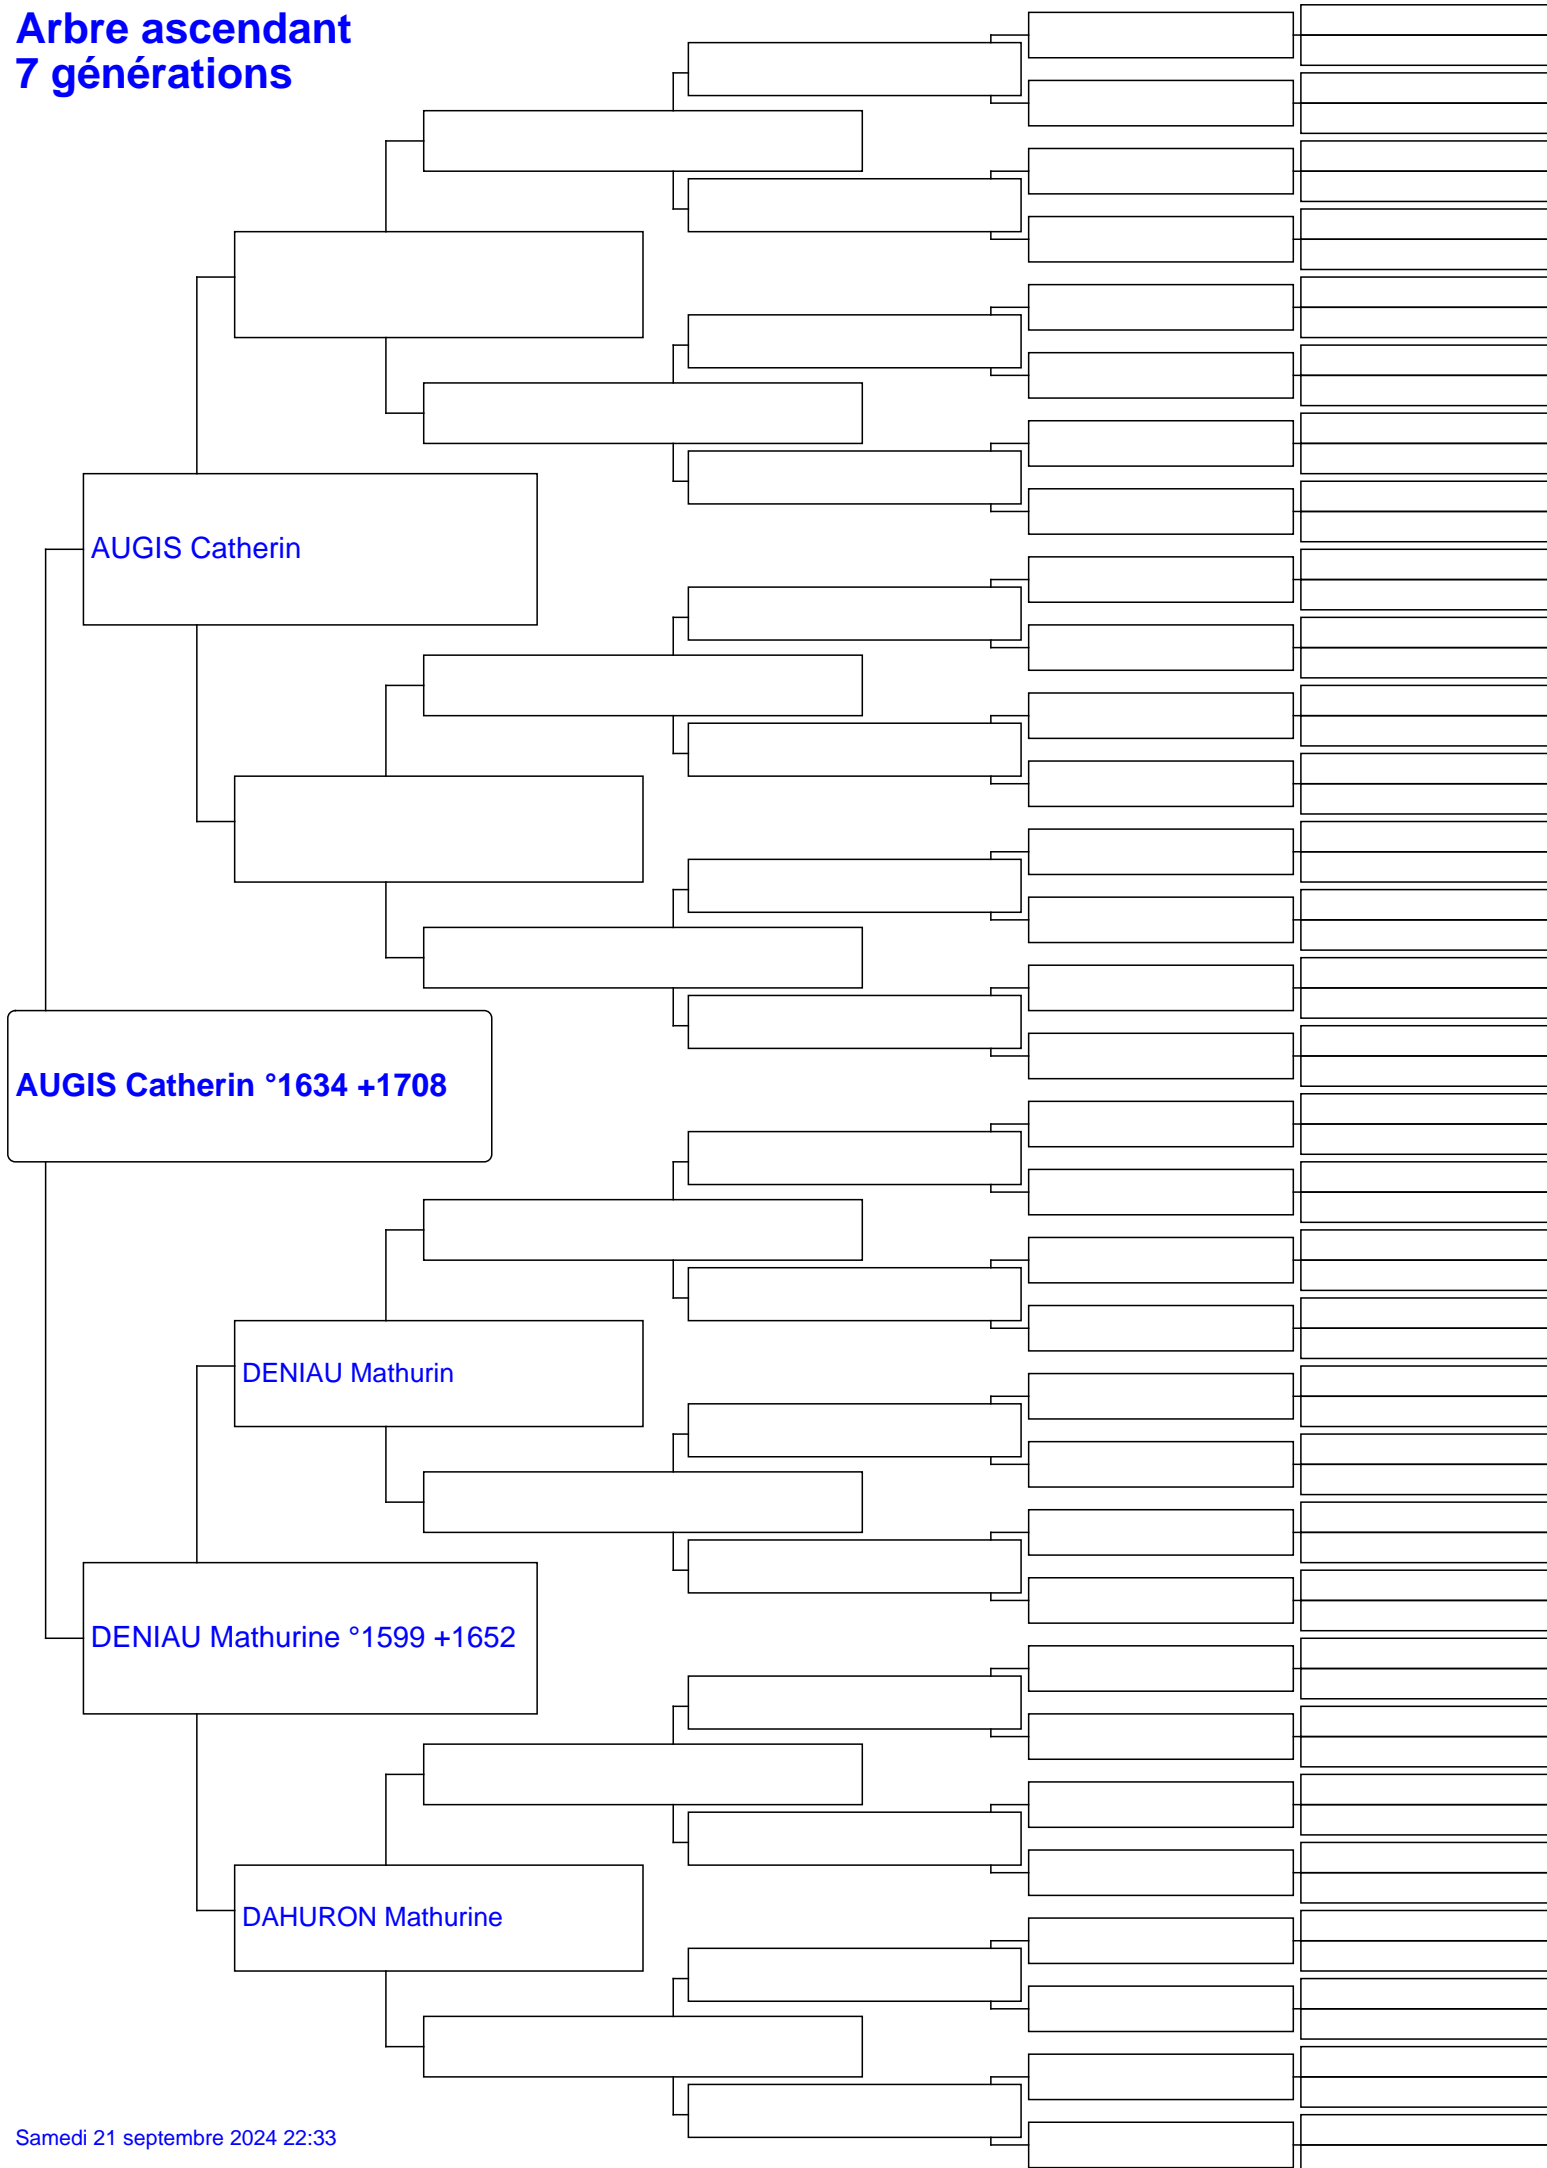 Arbre ascendant
7 générations
AUGIS Catherin
AUGIS Catherin °1634 +1708
DENIAU Mathurin
DENIAU Mathurine °1599 +1652
DAHURON Mathurine
Samedi 21 septembre 2024 22:33